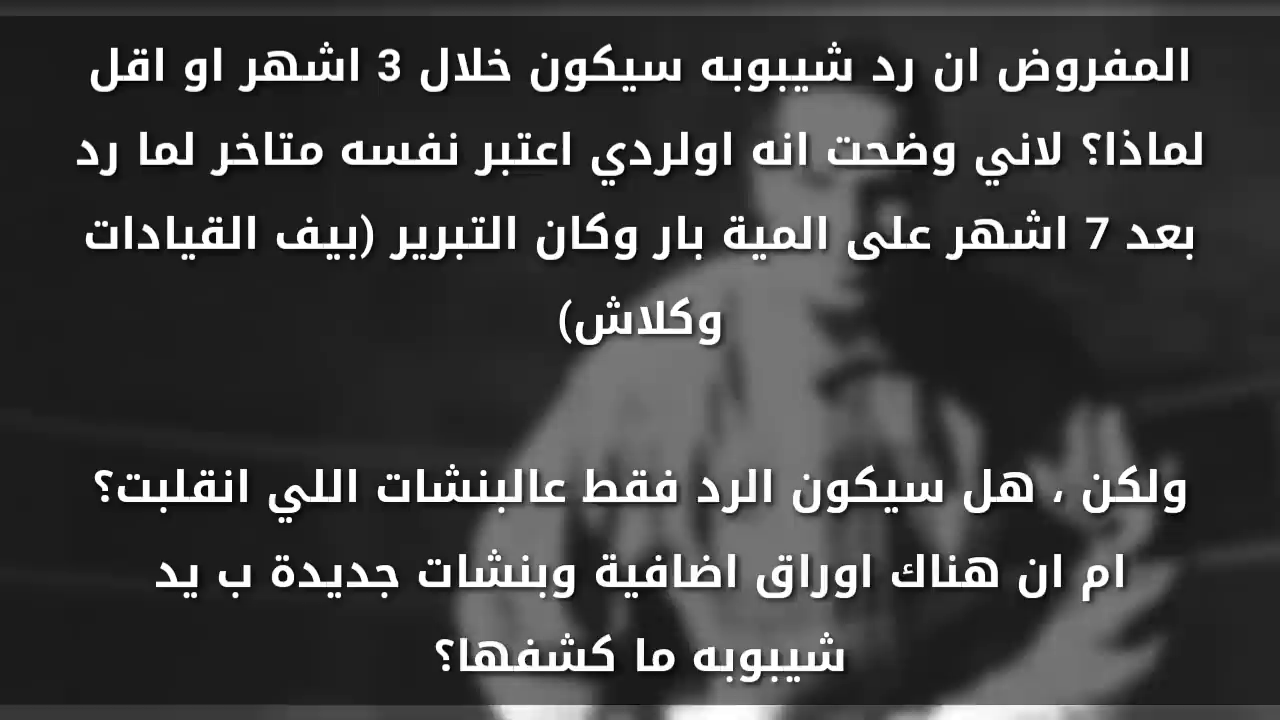 المفروض ان رد شيبوبه سيكون خلال 3 اشهر او اقل
لماذا؟ لاني وضحت انه اولردي اعتبر نفسه متاخر لما رد
بعد 7 اشهر على المية بار وكان التبرير (بيف القيادات
وكلاش)
ولكن ، هل سيكون الرد فقط عالبنشات اللي انقلبت؟
ام ان هناك اوراق اضافية وبنشات جديدة ب يد
شيبوبه ما كشفها؟